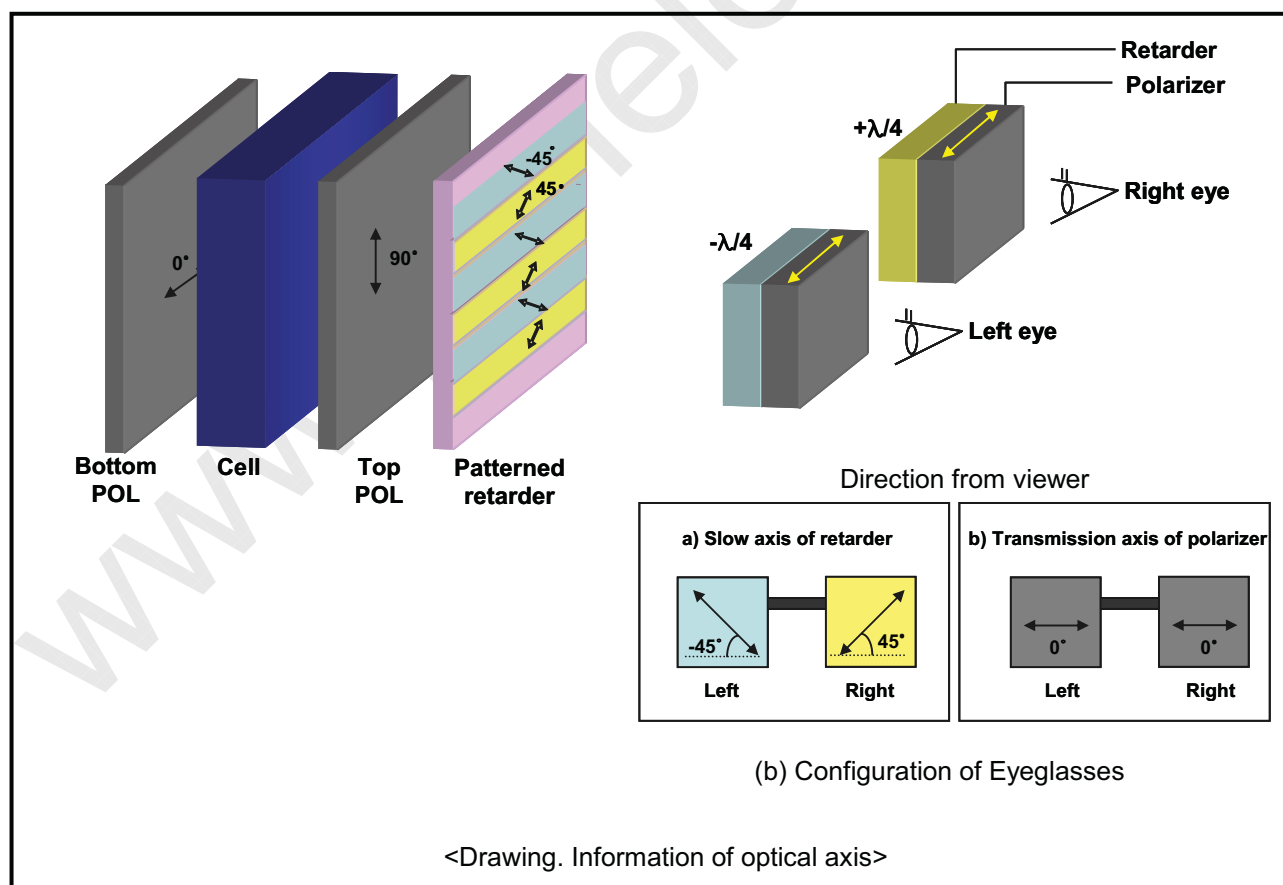 Retarder
Polarizer
+λ/4
Right eye
-λ/4
Left eye
-45°
45°
0°
90°
Bottom
POL
Cell
Top
POL
Patterned
retarder
Direction from viewer
a) Slow axis of retarder
-45°
45°
Left
Right
b) Transmission axis of polarizer
0°
0°
Left
Right
(b) Configuration of Eyeglasses
<Drawing. Information of optical axis>